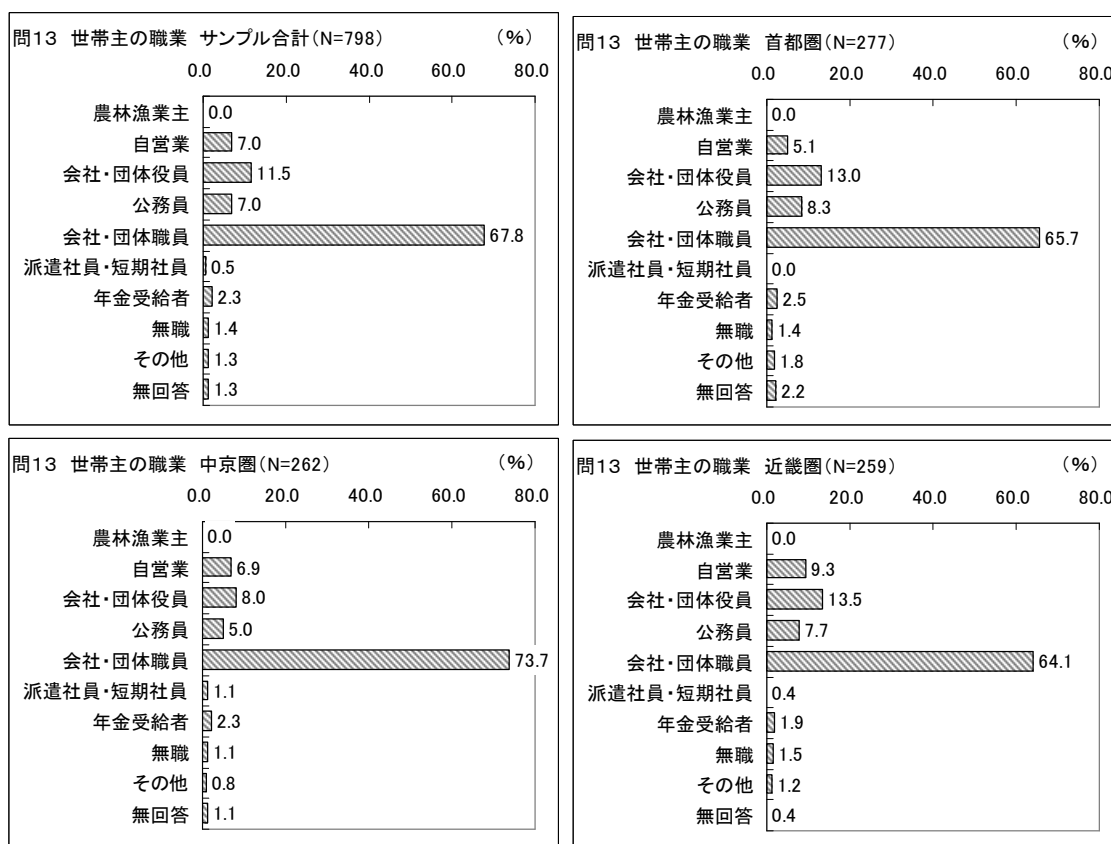 問13 世帯主の職業 サンプル合計(N=798) (%)
0.0 20.0 40.0 60.0 80.0
農林漁業主 0.0
自営業 7.0
会社・団体役員 11.5
公務員 7.0
会社・団体職員 67.8
派遣社員・短期社員 0.5
年金受給者 2.3
無職 1.4
その他 1.3
無回答 1.3
問13 世帯主の職業 首都圏(N=277) (%)
0.0 20.0 40.0 60.0 80.0
農林漁業主 0.0
自営業 5.1
会社・団体役員 13.0
公務員 8.3
会社・団体職員 65.7
派遣社員・短期社員 0.0
年金受給者 2.5
無職 1.4
その他 1.8
無回答 2.2
問13 世帯主の職業 中京圏(N=262) (%)
0.0 20.0 40.0 60.0 80.0
農林漁業主 0.0
自営業 6.9
会社・団体役員 8.0
公務員 5.0
会社・団体職員 73.7
派遣社員・短期社員 1.1
年金受給者 2.3
無職 1.1
その他 0.8
無回答 1.1
問13 世帯主の職業 近畿圏(N=259) (%)
0.0 20.0 40.0 60.0 80.0
農林漁業主 0.0
自営業 9.3
会社・団体役員 13.5
公務員 7.7
会社・団体職員 64.1
派遣社員・短期社員 0.4
年金受給者 1.9
無職 1.5
その他 1.2
無回答 0.4